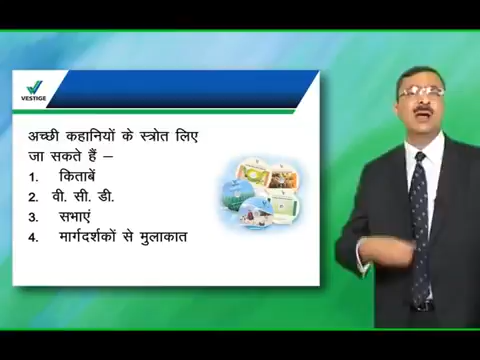 VESTIGE
अच्छी कहानियों के स्त्रोत लिए
जा सकते हैं –
1. किताबें
2. वी. सी. डी.
3. सभाएं
4. मार्गदर्शकों से मुलाकात